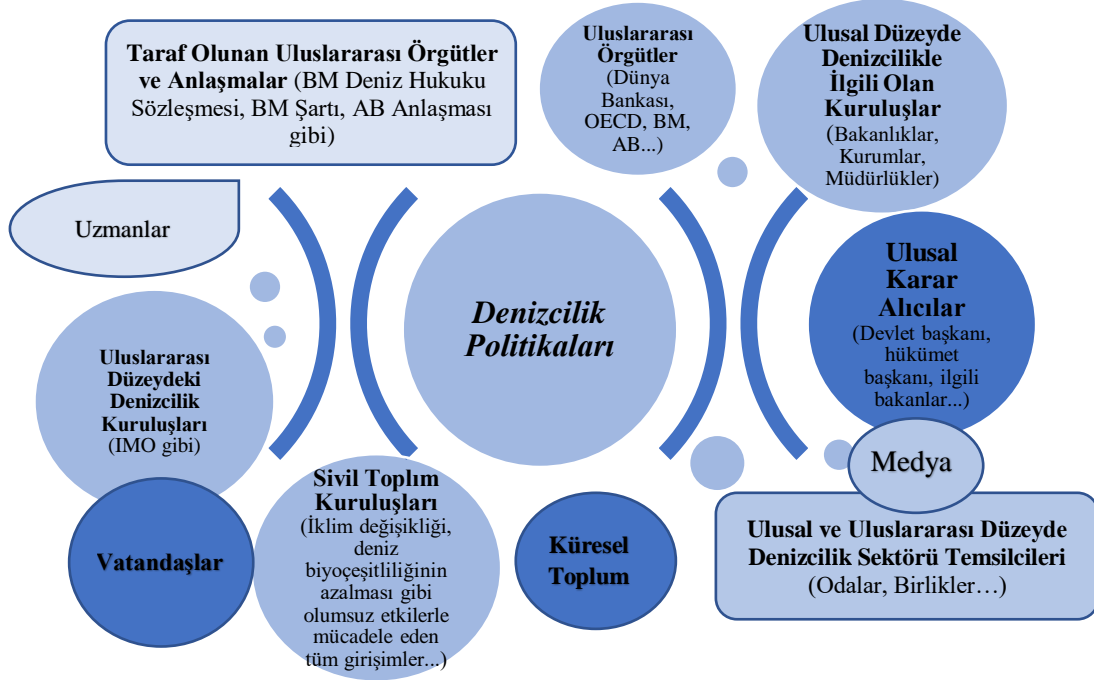 Taraf Olunan Uluslararası Örgütler
ve Anlaşmalar (BM Deniz Hukuku
Sözleşmesi, BM Şartı, AB Anlaşması
gibi)
Uluslararası
Örgütler
(Dünya
Bankası,
OECD, BM,
AB...)
Ulusal Düzeyde
Denizcilikle
İlgili Olan
Kuruluşlar
(Bakanlıklar,
Kurumlar,
Müdürlükler)
Uzmanlar
Denizcilik
Politikaları
Ulusal
Karar
Alıcılar
(Devlet başkanı,
hükümet
başkanı, ilgili
bakanlar...)
Uluslararası
Düzeydeki
Denizcilik
Kuruluşları
(IMO gibi)
Medya
Vatandaşlar
Sivil Toplım
Kuruluşları
(İklim değişikliği,
deniz
biyoçeşitliliğinin
azalması gibi
olumsuz etkilerle
mücadele eden
tüm girişimler...)
Küresel
Toplum
Ulusal ve Uluslararası Düzeyde
Denizcilik Sektörü Temsilcileri
(Odalar, Birlikler…)